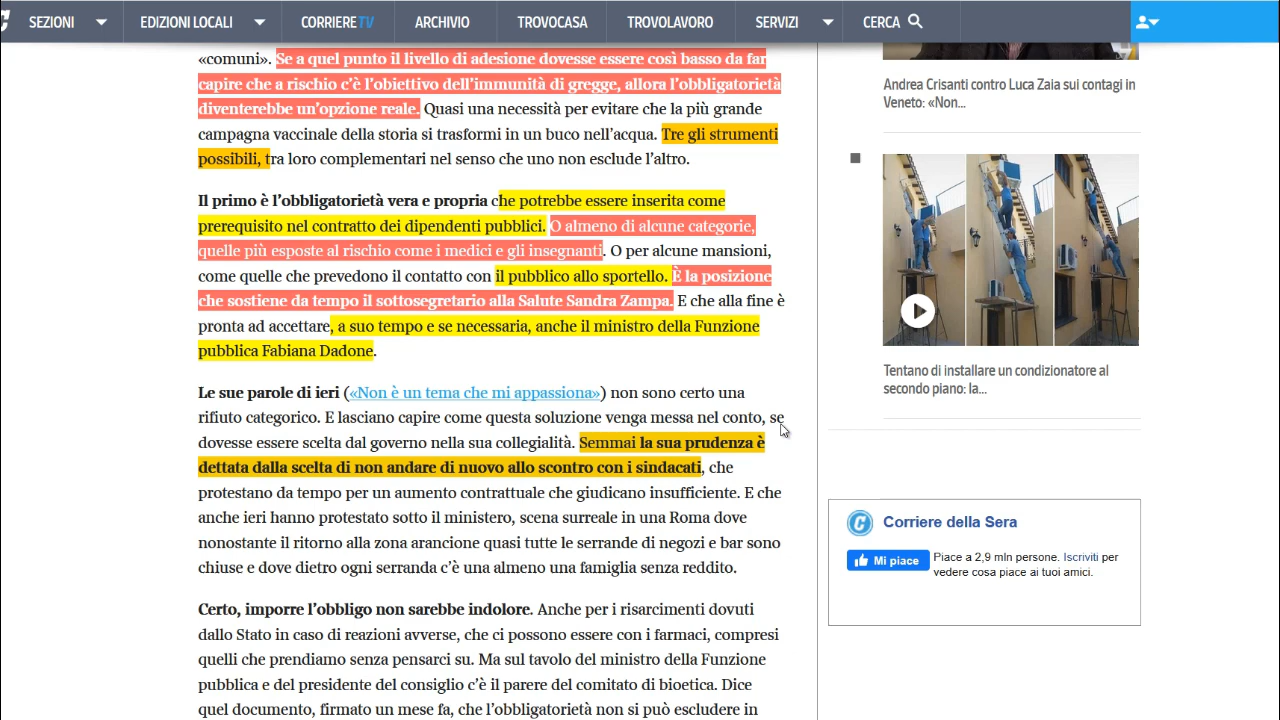 SEZIONI
EDIZIONI LOCALI
CORRIERETV
ARCHIVIO
TROVOCASA
TROVOLAVORO
SERVIZI
CERCA
«comuni». Se a quel punto il livello di adesione dovesse essere così basso da far
capire che a rischio c’è l’obiettivo dell’immunità di gregge, allora l’obbligatorietà
diventerebbe un’opzione reale. Quasi una necessità per evitare che la più grande
campagna vaccinale della storia si trasformi in un buco nell’acqua. Tre gli strumenti
possibili, tra loro complementari nel senso che uno non esclude l’altro.
Il primo è l’obbligatorietà vera e propria che potrebbe essere inserita come
prerequisito nel contratto dei dipendenti pubblici. O almeno di alcune categorie,
quelle più esposte al rischio come i medici e gli insegnanti. O per alcune mansioni,
come quelle che prevedono il contatto con il pubblico allo sportello. È la posizione
che sostiene da tempo il sottosegretario alla Salute Sandra Zampa. E che alla fine è
pronta ad accettare, a suo tempo e se necessaria, anche il ministro della Funzione
pubblica Fabiana Dadone.
Le sue parole di ieri («Non è un tema che mi appassiona») non sono certo una
rifiuto categorico. E lasciano capire come questa soluzione venga messa nel conto, se
dovesse essere scelta dal governo nella sua collegialità. Semmai la sua prudenza è
dettata dalla scelta di non andare di nuovo allo scontro con i sindacati, che
protestano da tempo per un aumento contrattuale che giudicano insufficiente. E che
anche ieri hanno protestato sotto il ministero, scena surreale in una Roma dove
nonostante il ritorno alla zona arancione quasi tutte le serrande di negozi e bar sono
chiuse e dove dietro ogni serranda c’è una almeno una famiglia senza reddito.
Certo, imporre l’obbligo non sarebbe indolore. Anche per i risarcimenti dovuti
dallo Stato in caso di reazioni avverse, che ci possono essere con i farmaci, compresi
quelli che prendiamo senza pensarci su. Ma sul tavolo del ministro della Funzione
pubblica e del presidente del consiglio c’è il parere del comitato di bioetica. Dice
quel documento, firmato un mese fa, che l’obbligatorietà non si può escludere in
Andrea Crisanti contro Luca Zaia sui contagi in
Veneto: «Non...
Tentano di installare un condizionatore al
secondo piano: la...
Corriere della Sera
Mi piace
Piace a 2,9 mln persone. Iscriviti per
vedere cosa piace ai tuoi amici.